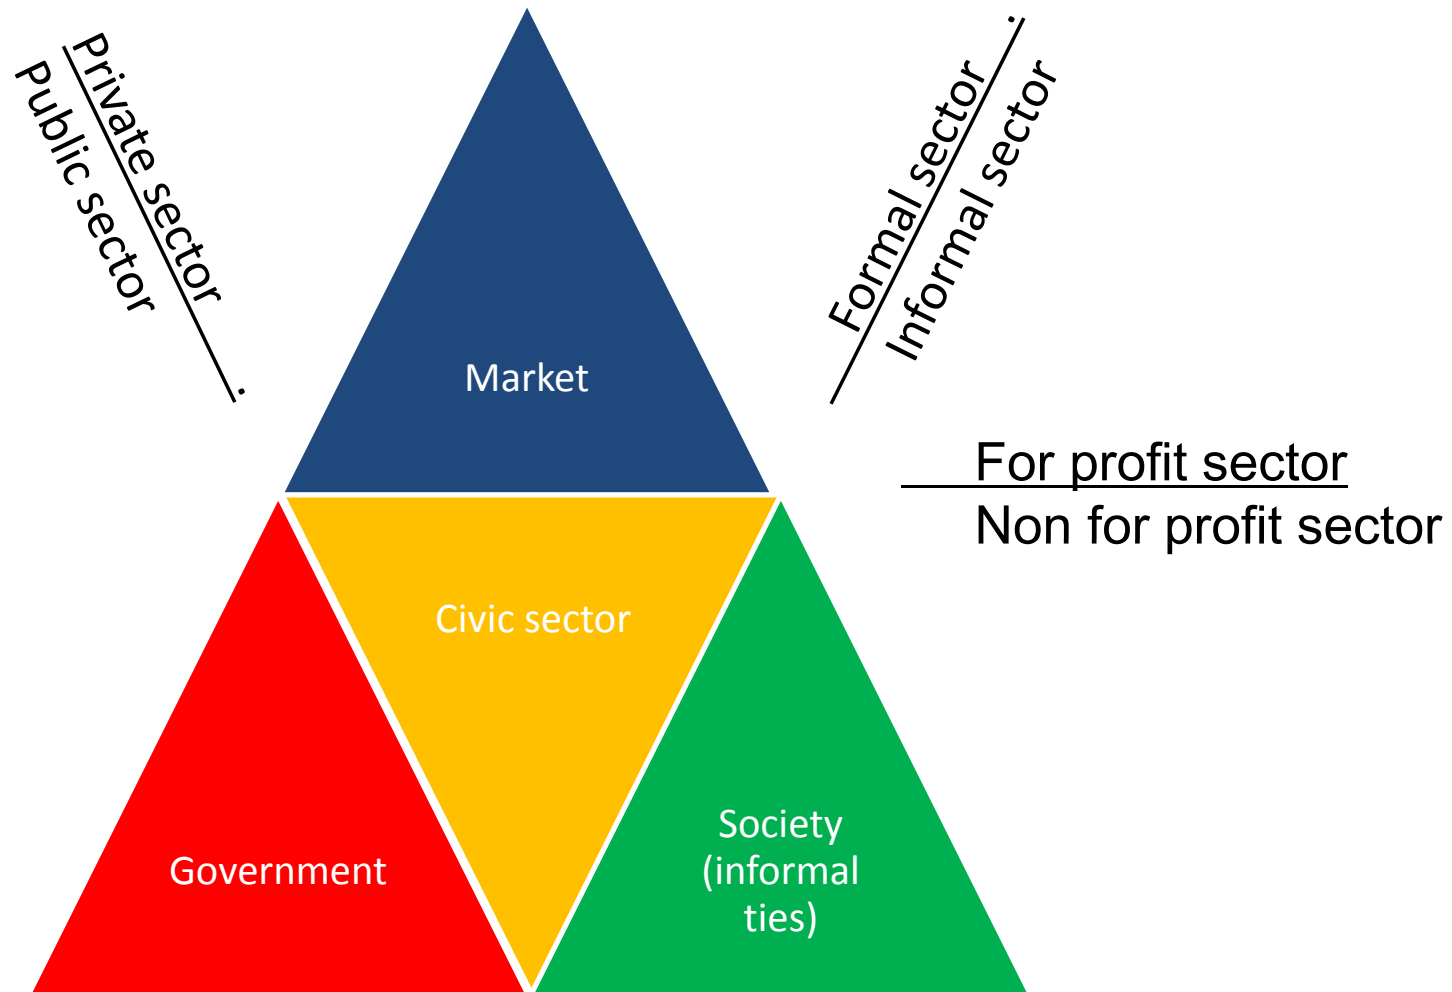 Private sector
Public sector
Formal sector
Informal sector
Market
For profit sector
Non for profit sector
Civic sector
Government
Society
(informal
ties)